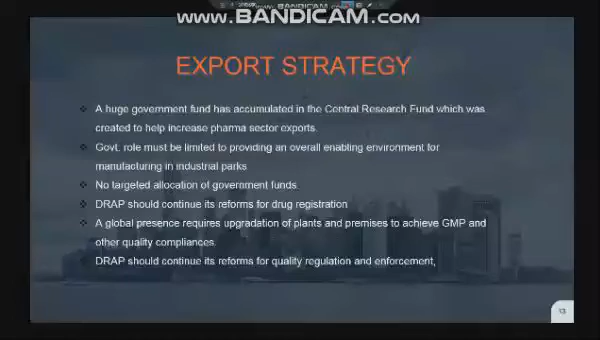 www.BANDICAM.com
EXPORT STRATEGY
A huge government fund has accumulated in the Central Research Fund which was
created to help increase pharma sector exports.
Govt. role must be limited to providing an overall enabling environment for
manufacturing in industrial parks
No targeted allocation of government funds.
DRAP should continue its reforms for drug registration
A global presence requires upgradation of plants and premises to achieve GMP and
other quality compliances.
DRAP should continue its reforms for quality regulation and enforcement,
13